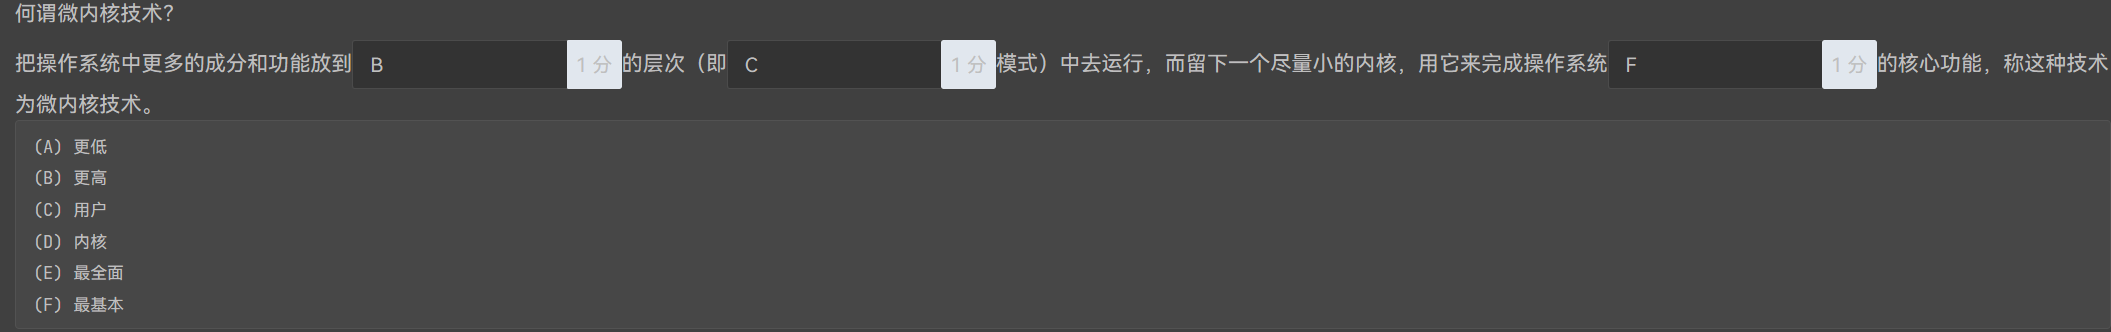 何谓微内核技术?
把操作系统中更多的成分和功能放到 B 1 分 的层次（即 C 1 分 模式）中去运行，而留下一个尽量小的内核，用它来完成操作系统 F 1 分 的核心功能，称这种技术
为微内核技术。
(A) 更低
(B) 更高
(C) 用户
(D) 内核
(E) 最全面
(F) 最基本